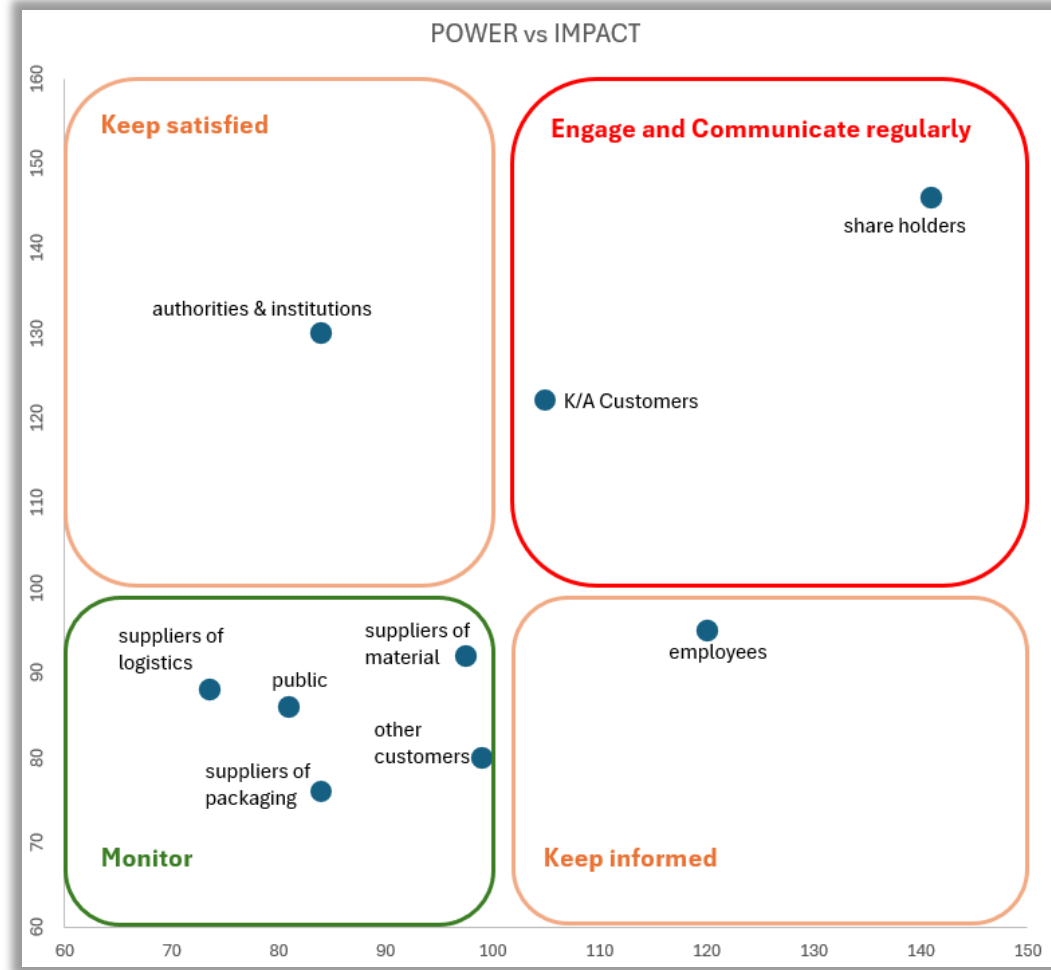 POWER vs IMPACT
160
150
140
130
120
110
100
90
80
70
60
Keep satisfied
Engage and Communicate regularly
share holders
authorities & institutions
K/A Customers
suppliers of
logistics
public
suppliers of
material
other
customers
suppliers of
packaging
employees
Monitor
Keep informed
60 70 80 90 100 110 120 130 140 150